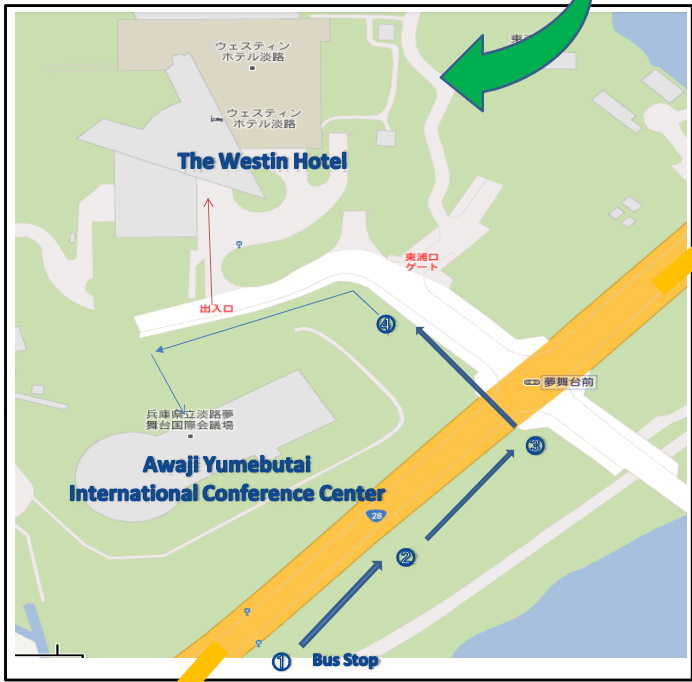 ウェスティン
ホテル淡路
ウェスティン
ホテル淡路
The Westin Hotel
東浦口
ゲート
出入口
④
夢舞台前
兵庫県立淡路夢
舞台国際会議場
③
Awaji Yumebutai
International Conference Center
28
②
① Bus Stop